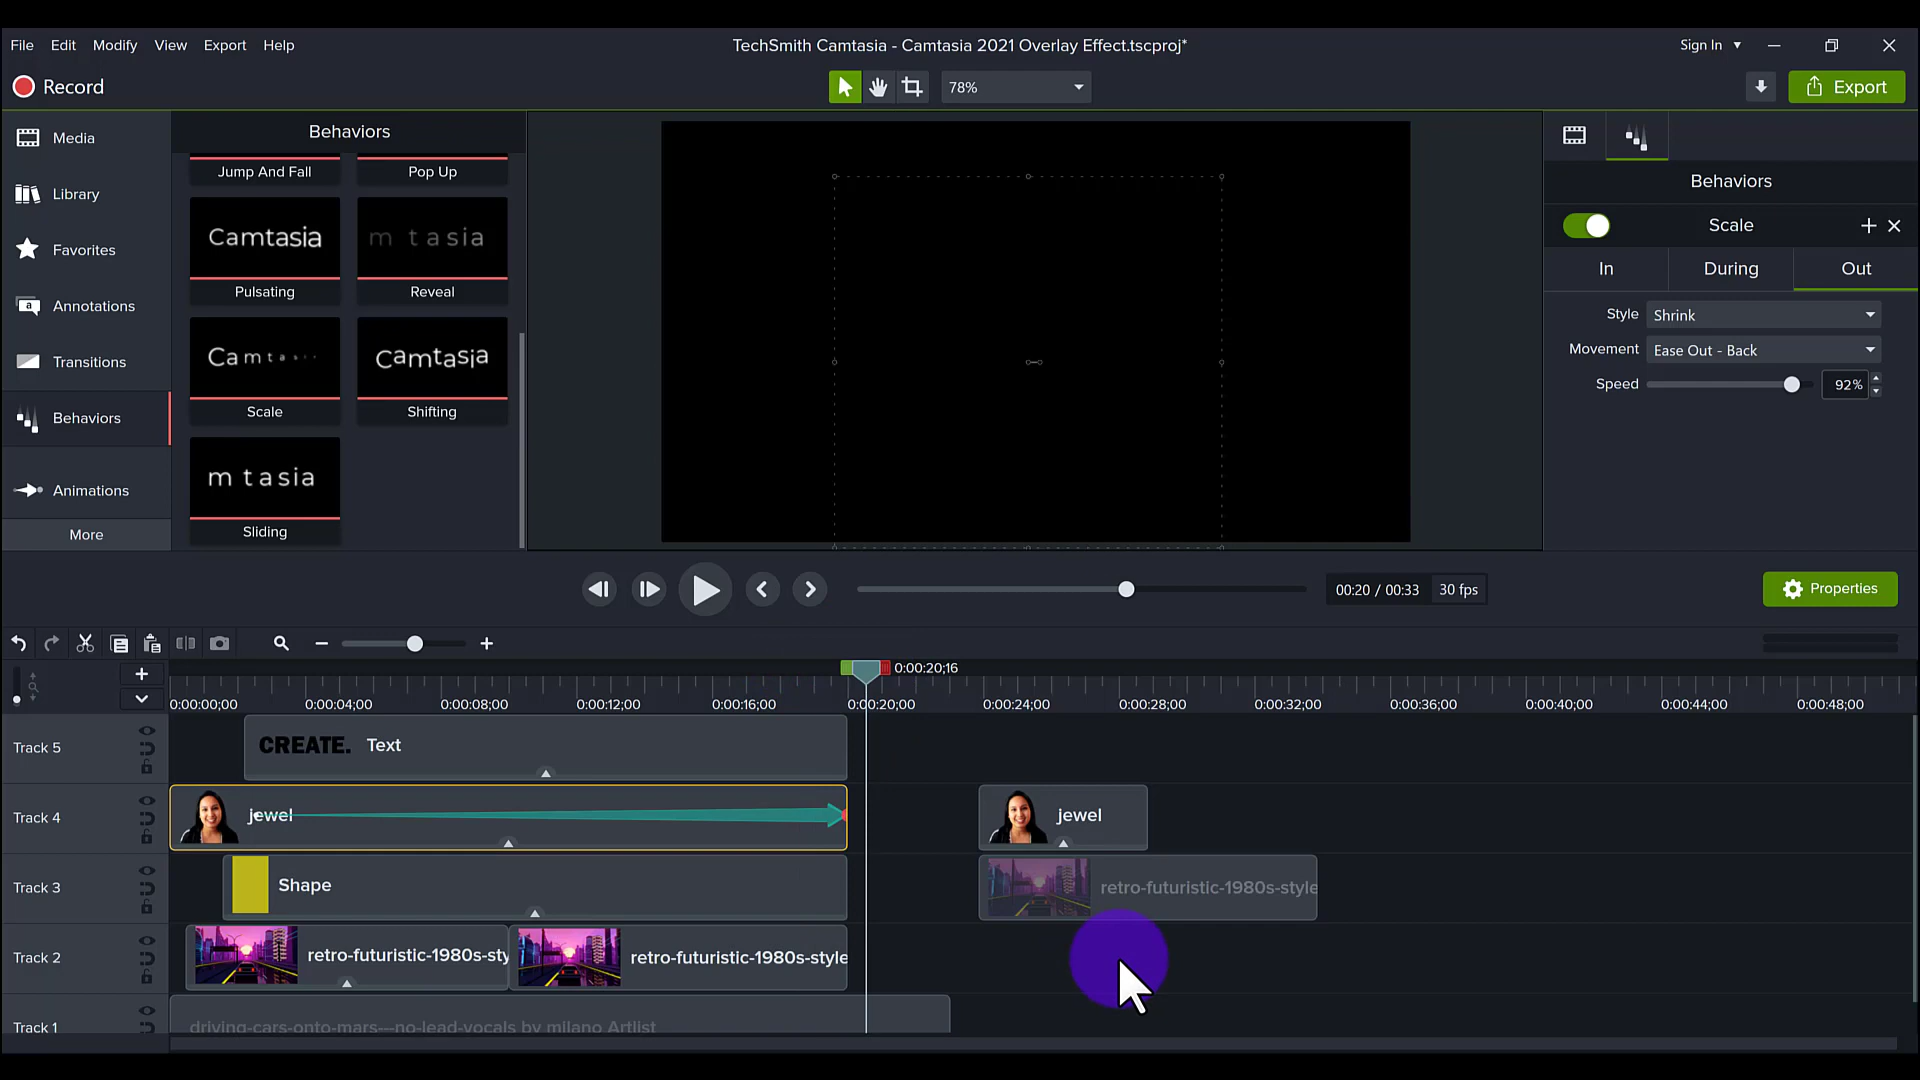 File Edit Modify View Export Help
TechSmith Camtasia - Camtasia 2021 Overlay Effect.tscproj*
Sign In
Record
78%
Export
Media
Library
Favorites
Annotations
Transitions
Behaviors
Animations
More
Behaviors
Jump And Fall Pop Up
Camtasia m t a s i a
Pulsating Reveal
Camtasi Camtasia
Scale Shifting
m t a s i a
Sliding
Behaviors
Scale
In During Out
Style Shrink
Movement Ease Out - Back
Speed 92%
00:20 / 00:33 30 fps
Properties
0:00:20;16
0:00:00;00 0:00:04;00 0:00:08;00 0:00:12;00 0:00:16;00 0:00:20;00 0:00:24;00 0:00:28;00 0:00:32;00 0:00:36;00 0:00:40;00 0:00:44;00 0:00:48;00
Track 5 CREATE. Text
Track 4 jewel jewel
Track 3 Shape retro-futuristic-1980s-style
Track 2 retro-futuristic-1980s-sty retro-futuristic-1980s-style
Track 1 driving-cars-onto-mars---no-lead-vocals by milano Artlist